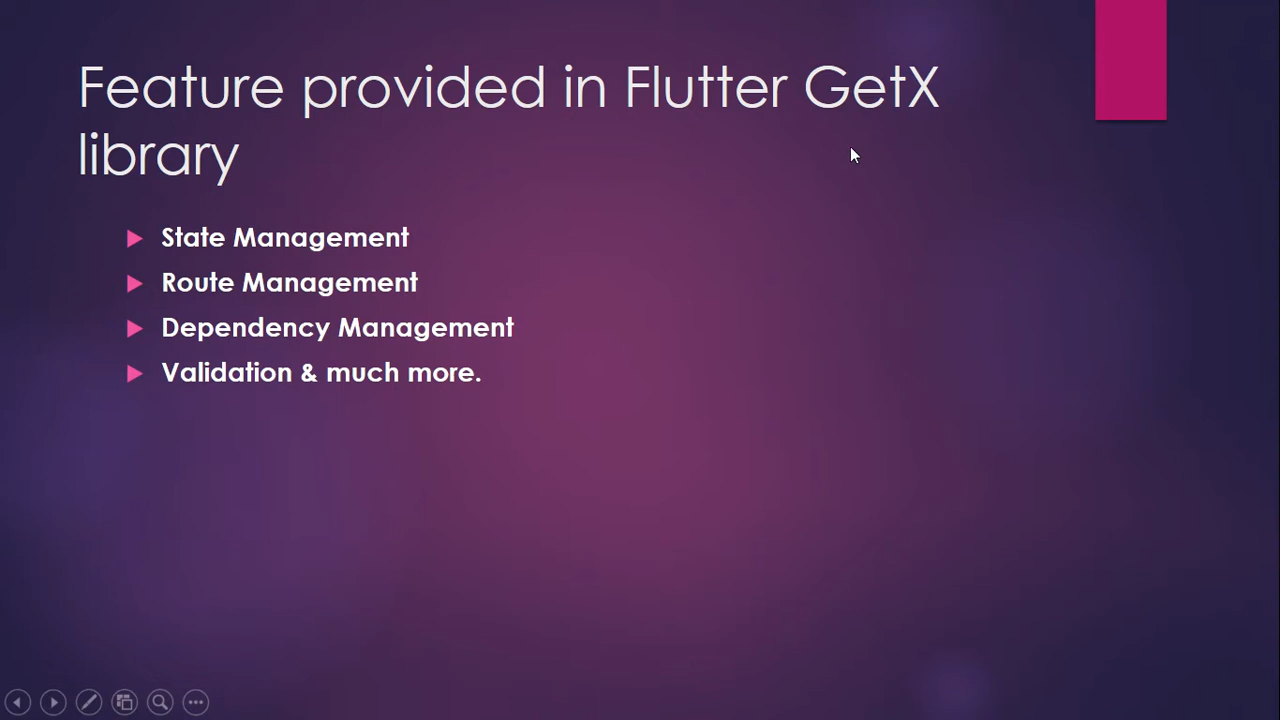 Feature provided in Flutter GetX
library
State Management
Route Management
Dependency Management
Validation & much more.